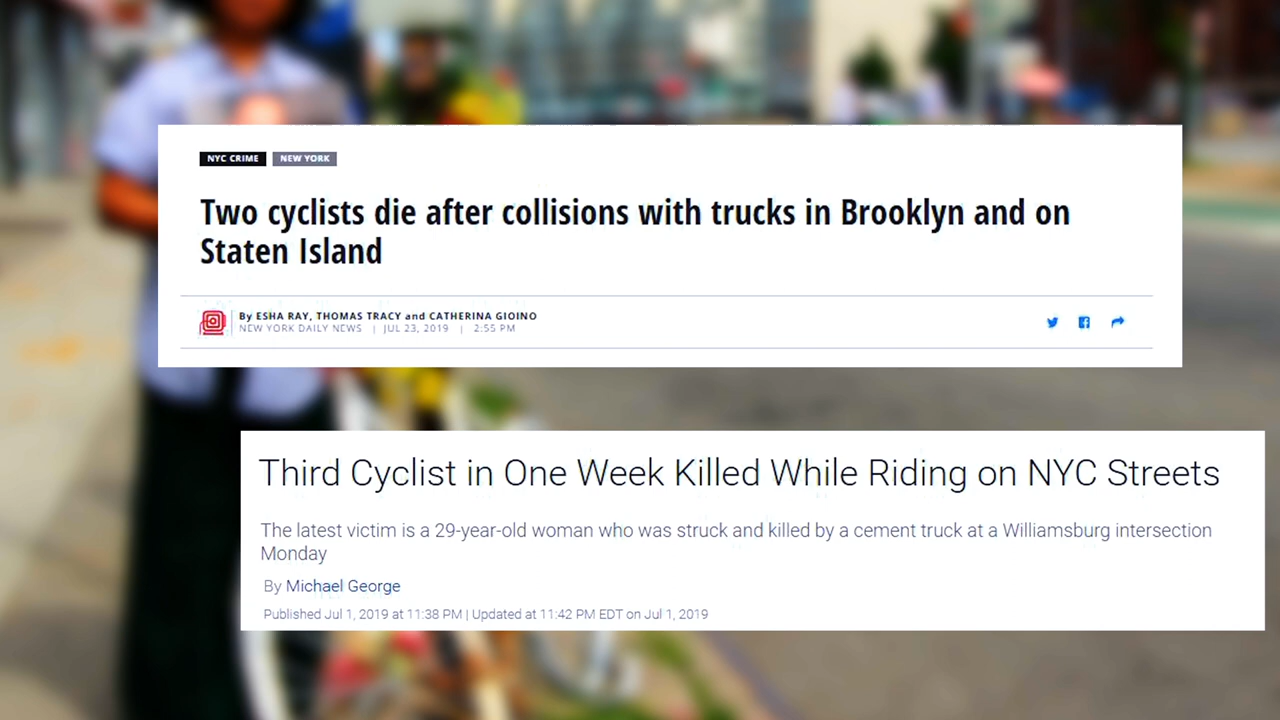 NYC CRIME NEW YORK
Two cyclists die after collisions with trucks in Brooklyn and on
Staten Island
By ESHA RAY, THOMAS TRACY and CATHERINA GIOINO
NEW YORK DAILY NEWS | JUL 23, 2019 | 2:55 PM
Third Cyclist in One Week Killed While Riding on NYC Streets
The latest victim is a 29-year-old woman who was struck and killed by a cement truck at a Williamsburg intersection
Monday
By Michael George
Published Jul 1, 2019 at 11:38 PM | Updated at 11:42 PM EDT on Jul 1, 2019